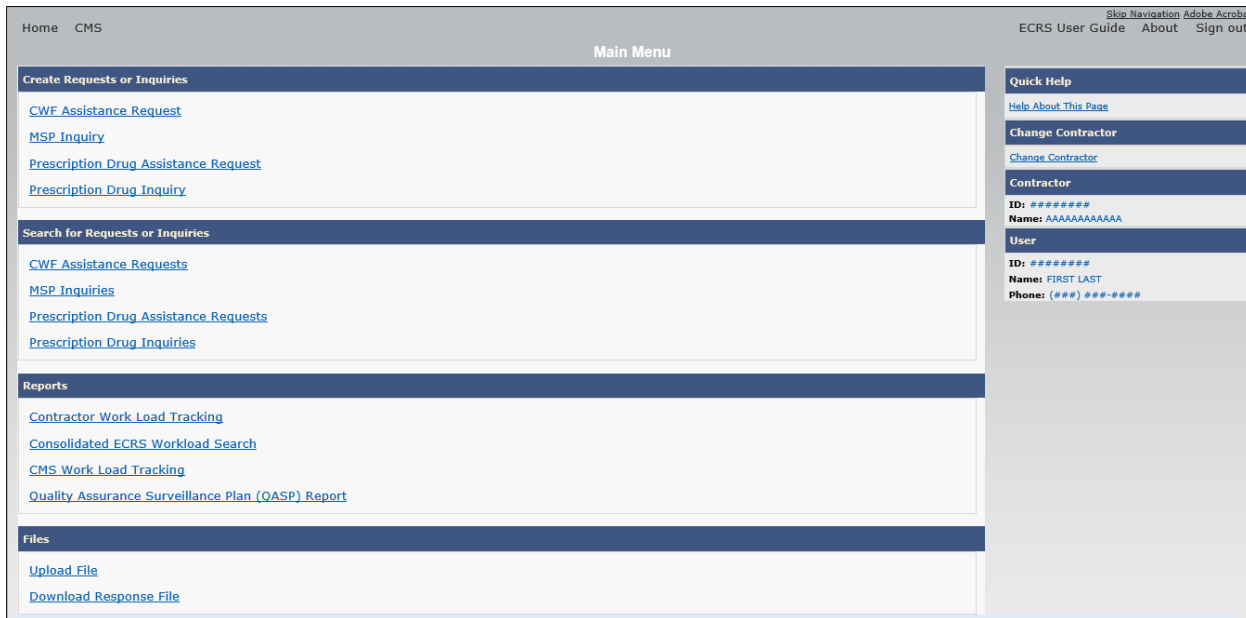 Skip Navigation Adobe Acroba
Home CMS ECRS User Guide About Sign out
Main Menu
Create Requests or Inquiries
CWF Assistance Request
MSP Inquiry
Prescription Drug Assistance Request
Prescription Drug Inquiry
Search for Requests or Inquiries
CWF Assistance Requests
MSP Inquiries
Prescription Drug Assistance Requests
Prescription Drug Inquiries
Reports
Contractor Work Load Tracking
Consolidated ECRS Workload Search
CMS Work Load Tracking
Quality Assurance Surveillance Plan (QASP) Report
Files
Upload File
Download Response File
Quick Help
Help About This Page
Change Contractor
Change Contractor
Contractor
ID: ########
Name: AAAAAAAAAAAA
User
ID: ########
Name: FIRST LAST
Phone: (###) ###-####